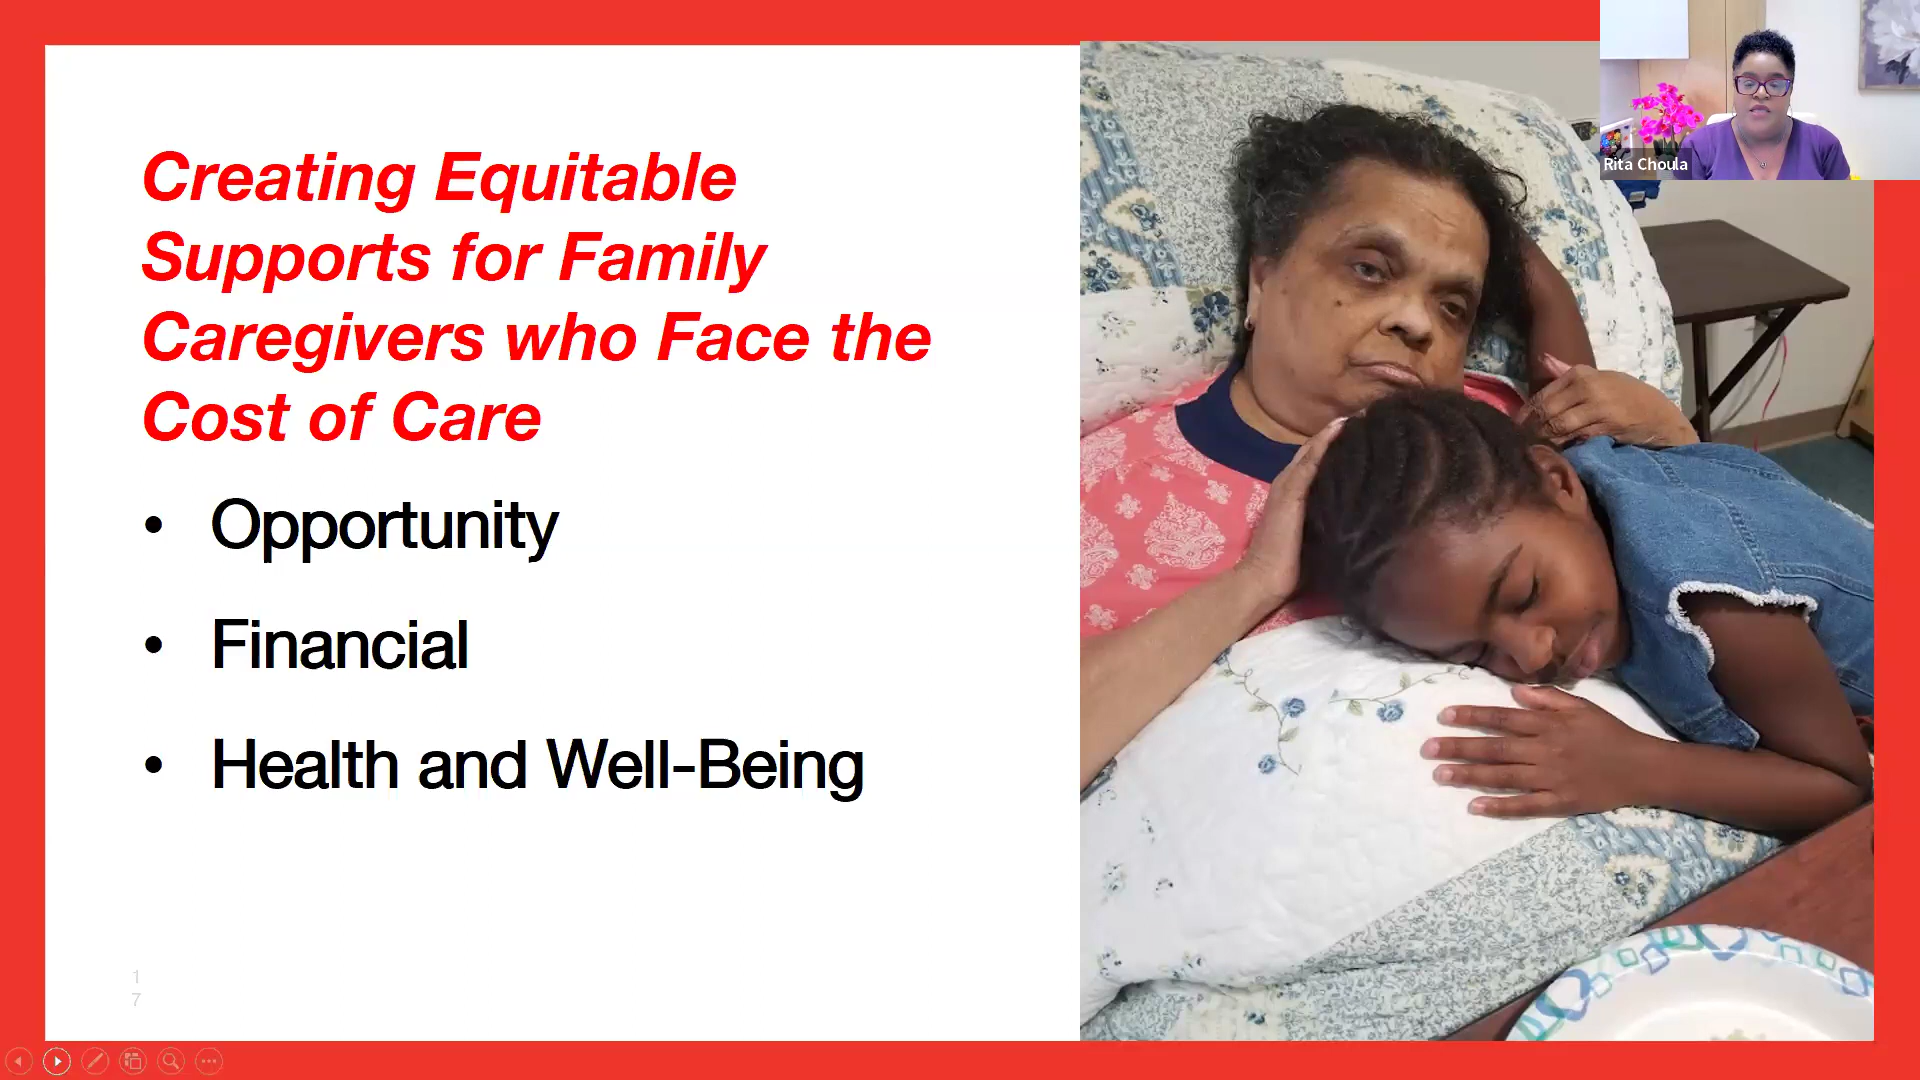 Creating Equitable
Supports for Family
Caregivers who Face the
Cost of Care
• Opportunity
• Financial
• Health and Well-Being
1
7
Rita Choula